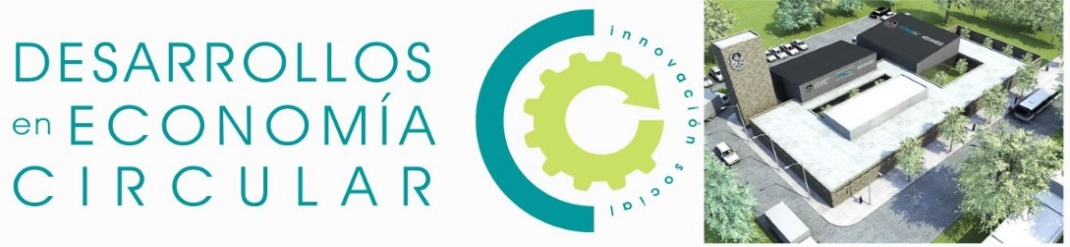 DESARROLLOS
en ECONOMÍA
CIRCULAR
innovación social